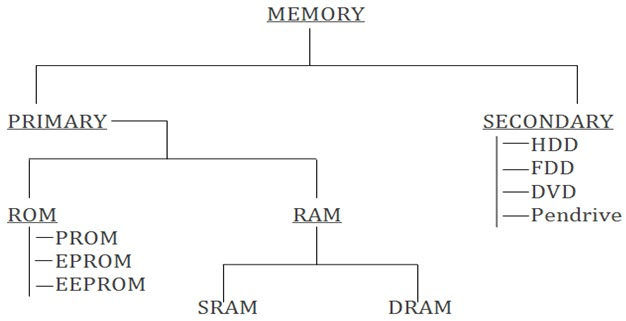 MEMORY
PRIMARY
SECONDARY
HDD
FDD
DVD
Pendrive
ROM
PROM
EPROM
EEPROM
RAM
SRAM
DRAM